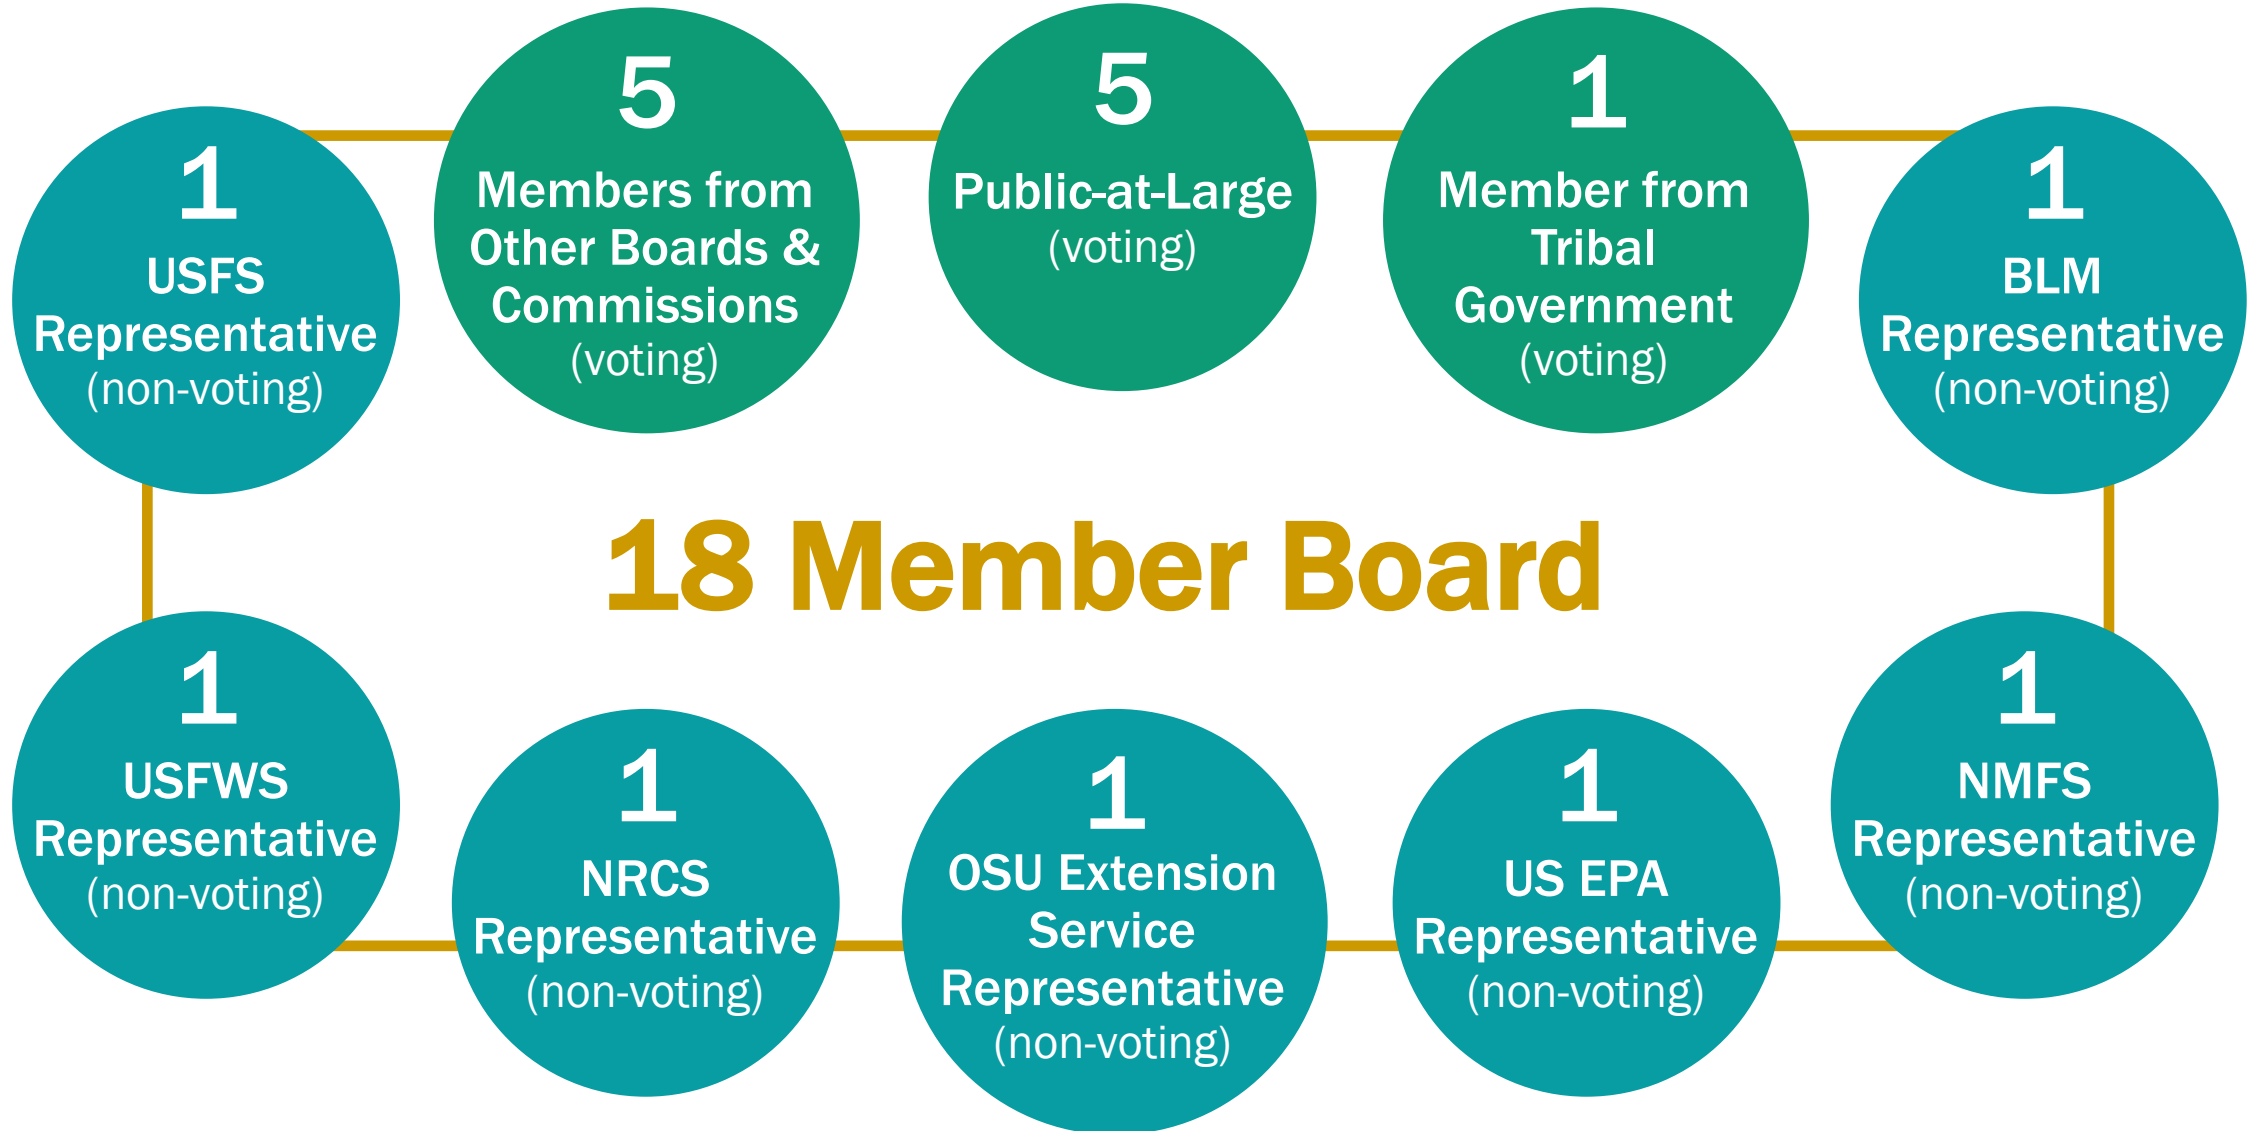 1
USFS
Representative
(non-voting)
5
Members from
Other Boards &
Commissions
(voting)
5
Public-at-Large
(voting)
1
Member from
Tribal
Government
(voting)
1
BLM
Representative
(non-voting)
18 Member Board
1
USFWS
Representative
(non-voting)
1
NRCS
Representative
(non-voting)
1
OSU Extension
Service
Representative
(non-voting)
1
US EPA
Representative
(non-voting)
1
NMFS
Representative
(non-voting)